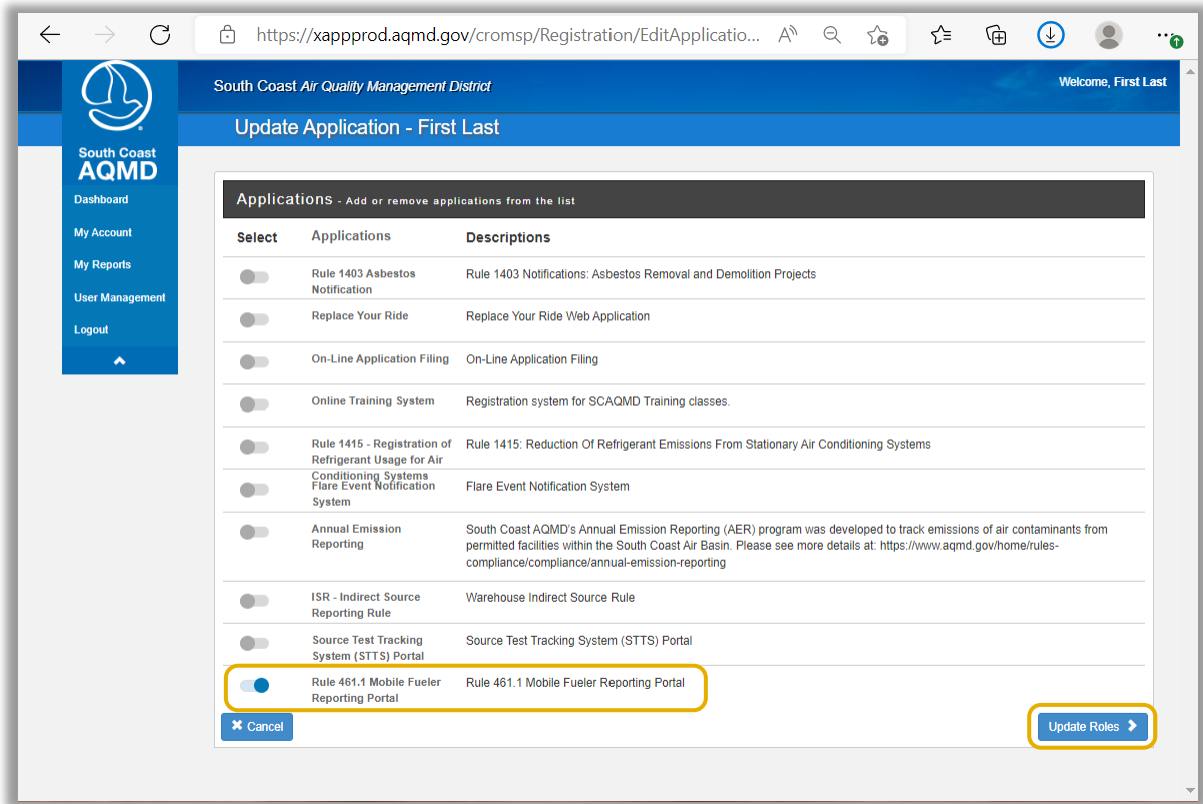 https://xappprod.aqmd.gov/cromsp/Registration/EditApplicatio...
South Coast Air Quality Management District
Welcome, First Last
Update Application - First Last
South Coast
AQMD
Dashboard
My Account
My Reports
User Management
Logout
Applications - Add or remove applications from the list
Select Applications Descriptions
Rule 1403 Asbestos
Notification
Rule 1403 Notifications: Asbestos Removal and Demolition Projects
Replace Your Ride
Replace Your Ride Web Application
On-Line Application Filing
On-Line Application Filing
Online Training System
Registration system for SCAQMD Training classes.
Rule 1415 - Registration of
Refrigerant Usage for Air
Conditioning Systems
Rule 1415: Reduction Of Refrigerant Emissions From Stationary Air Conditioning Systems
Flare Event Notification
System
Flare Event Notification System
Annual Emission
Reporting
South Coast AQMD's Annual Emission Reporting (AER) program was developed to track emissions of air contaminants from
permitted facilities within the South Coast Air Basin. Please see more details at: https://www.aqmd.gov/home/rules-
compliance/compliance/annual-emission-reporting
ISR - Indirect Source
Reporting Rule
Warehouse Indirect Source Rule
Source Test Tracking
System (STTS) Portal
Source Test Tracking System (STTS) Portal
Rule 461.1 Mobile Fueler
Reporting Portal
Rule 461.1 Mobile Fueler Reporting Portal
Cancel
Update Roles